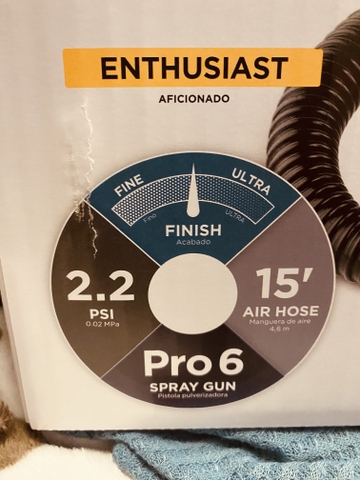 ENTHUSIAST
AFICIONADO
FINE
ULTRA
Fino
ULTRA
FINISH
Acabado
2.2
PSI
0.02 MPa
15'
AIR HOSE
Manguera de aire
4,6 m
Pro 6
SPRAY GUN
Pistola pulverizadora